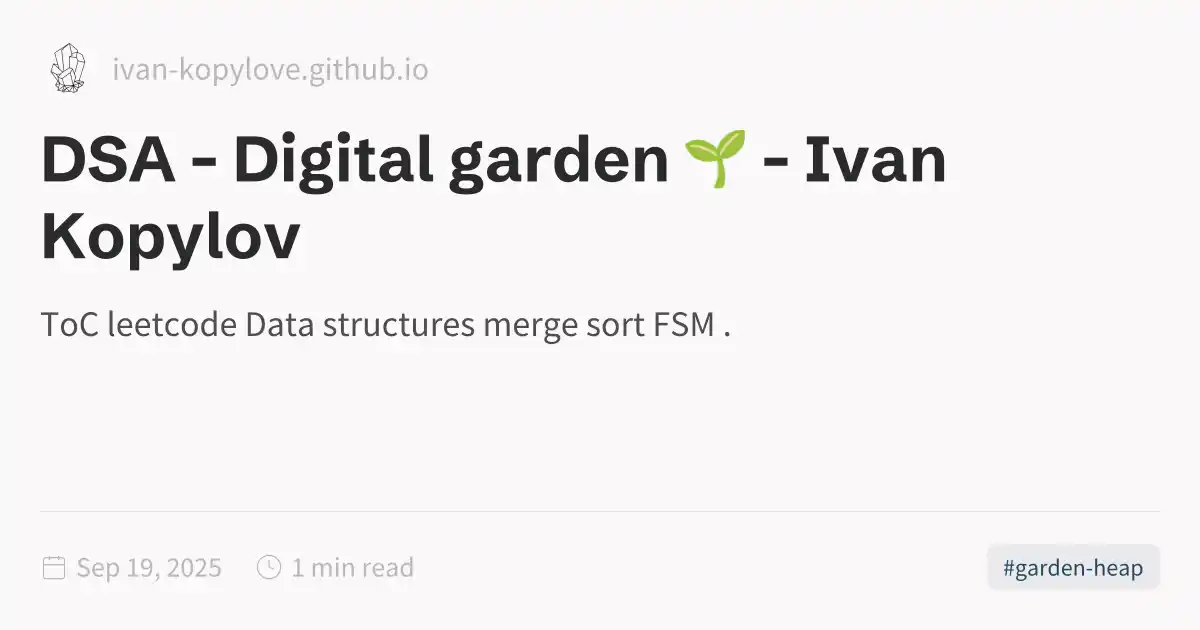 ivan-kopylove.github.io
DSA - Digital garden 🌱 - Ivan
Kopylov
ToC leetcode Data structures merge sort FSM .
Sep 19, 2025 1 min read #garden-heap